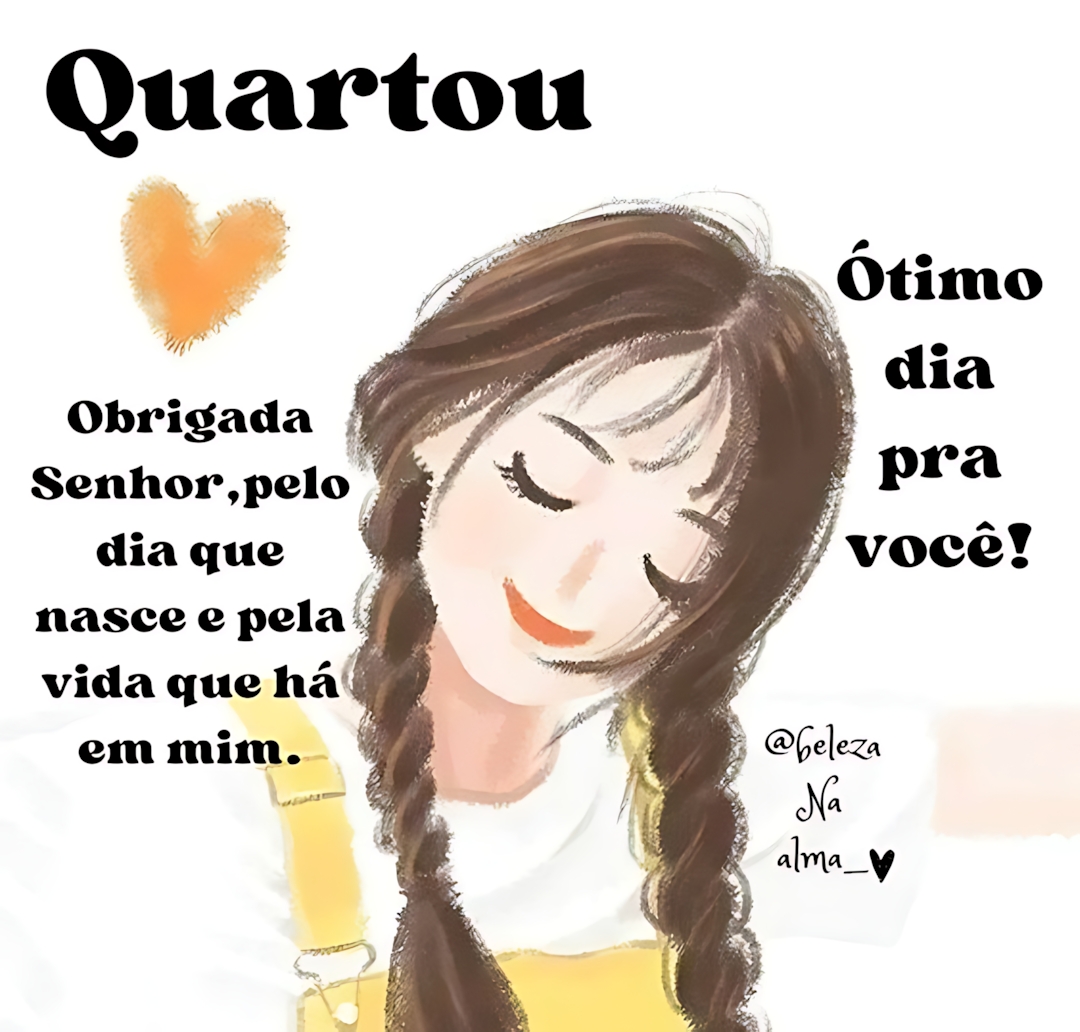 Quartou
Obrigada
Senhor,pelo
dia que
nasce e pela
vida que há
em mim.
Ótimo
dia
pra
você!
@beleza
Na
alma_